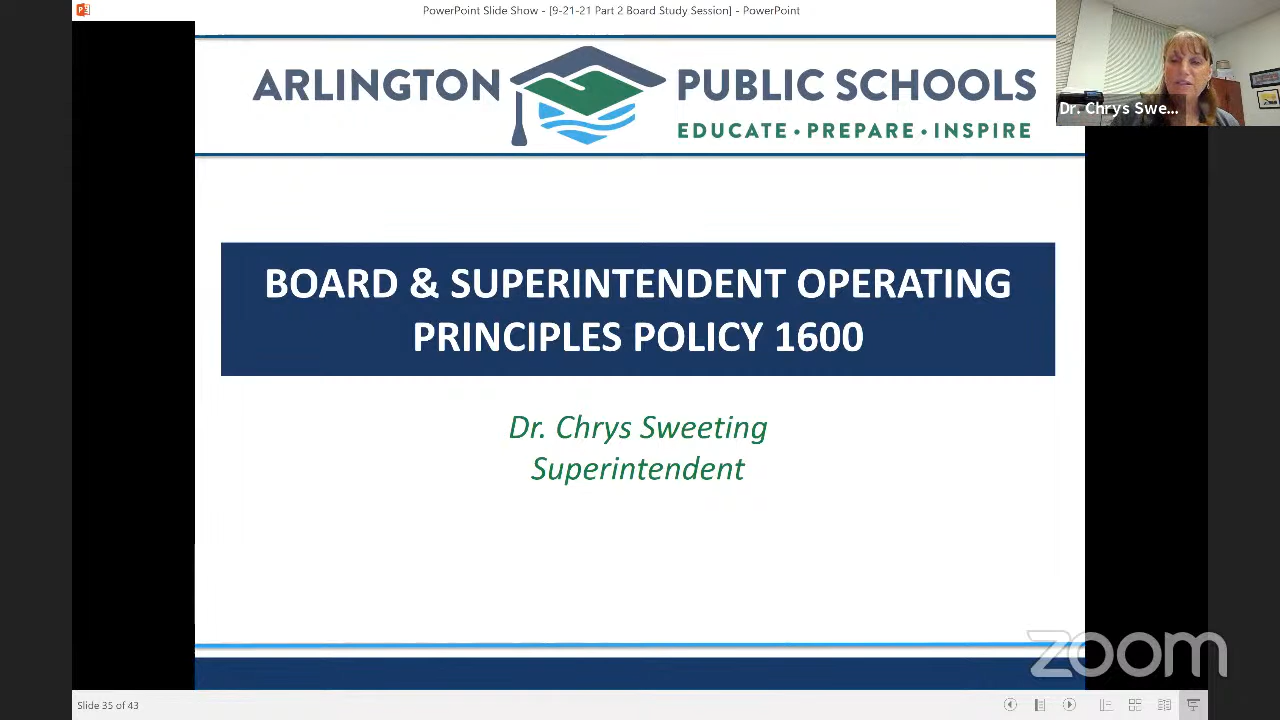 PowerPoint Slide Show - [9-21-21 Part 2 Board Study Session] - PowerPoint
ARLINGTON PUBLIC SCHOOLS
EDUCATE • PREPARE • INSPIRE
Dr. Chrys Swe...
BOARD & SUPERINTENDENT OPERATING
PRINCIPLES POLICY 1600
Dr. Chrys Sweeting
Superintendent
zoom
Slide 35 of 43